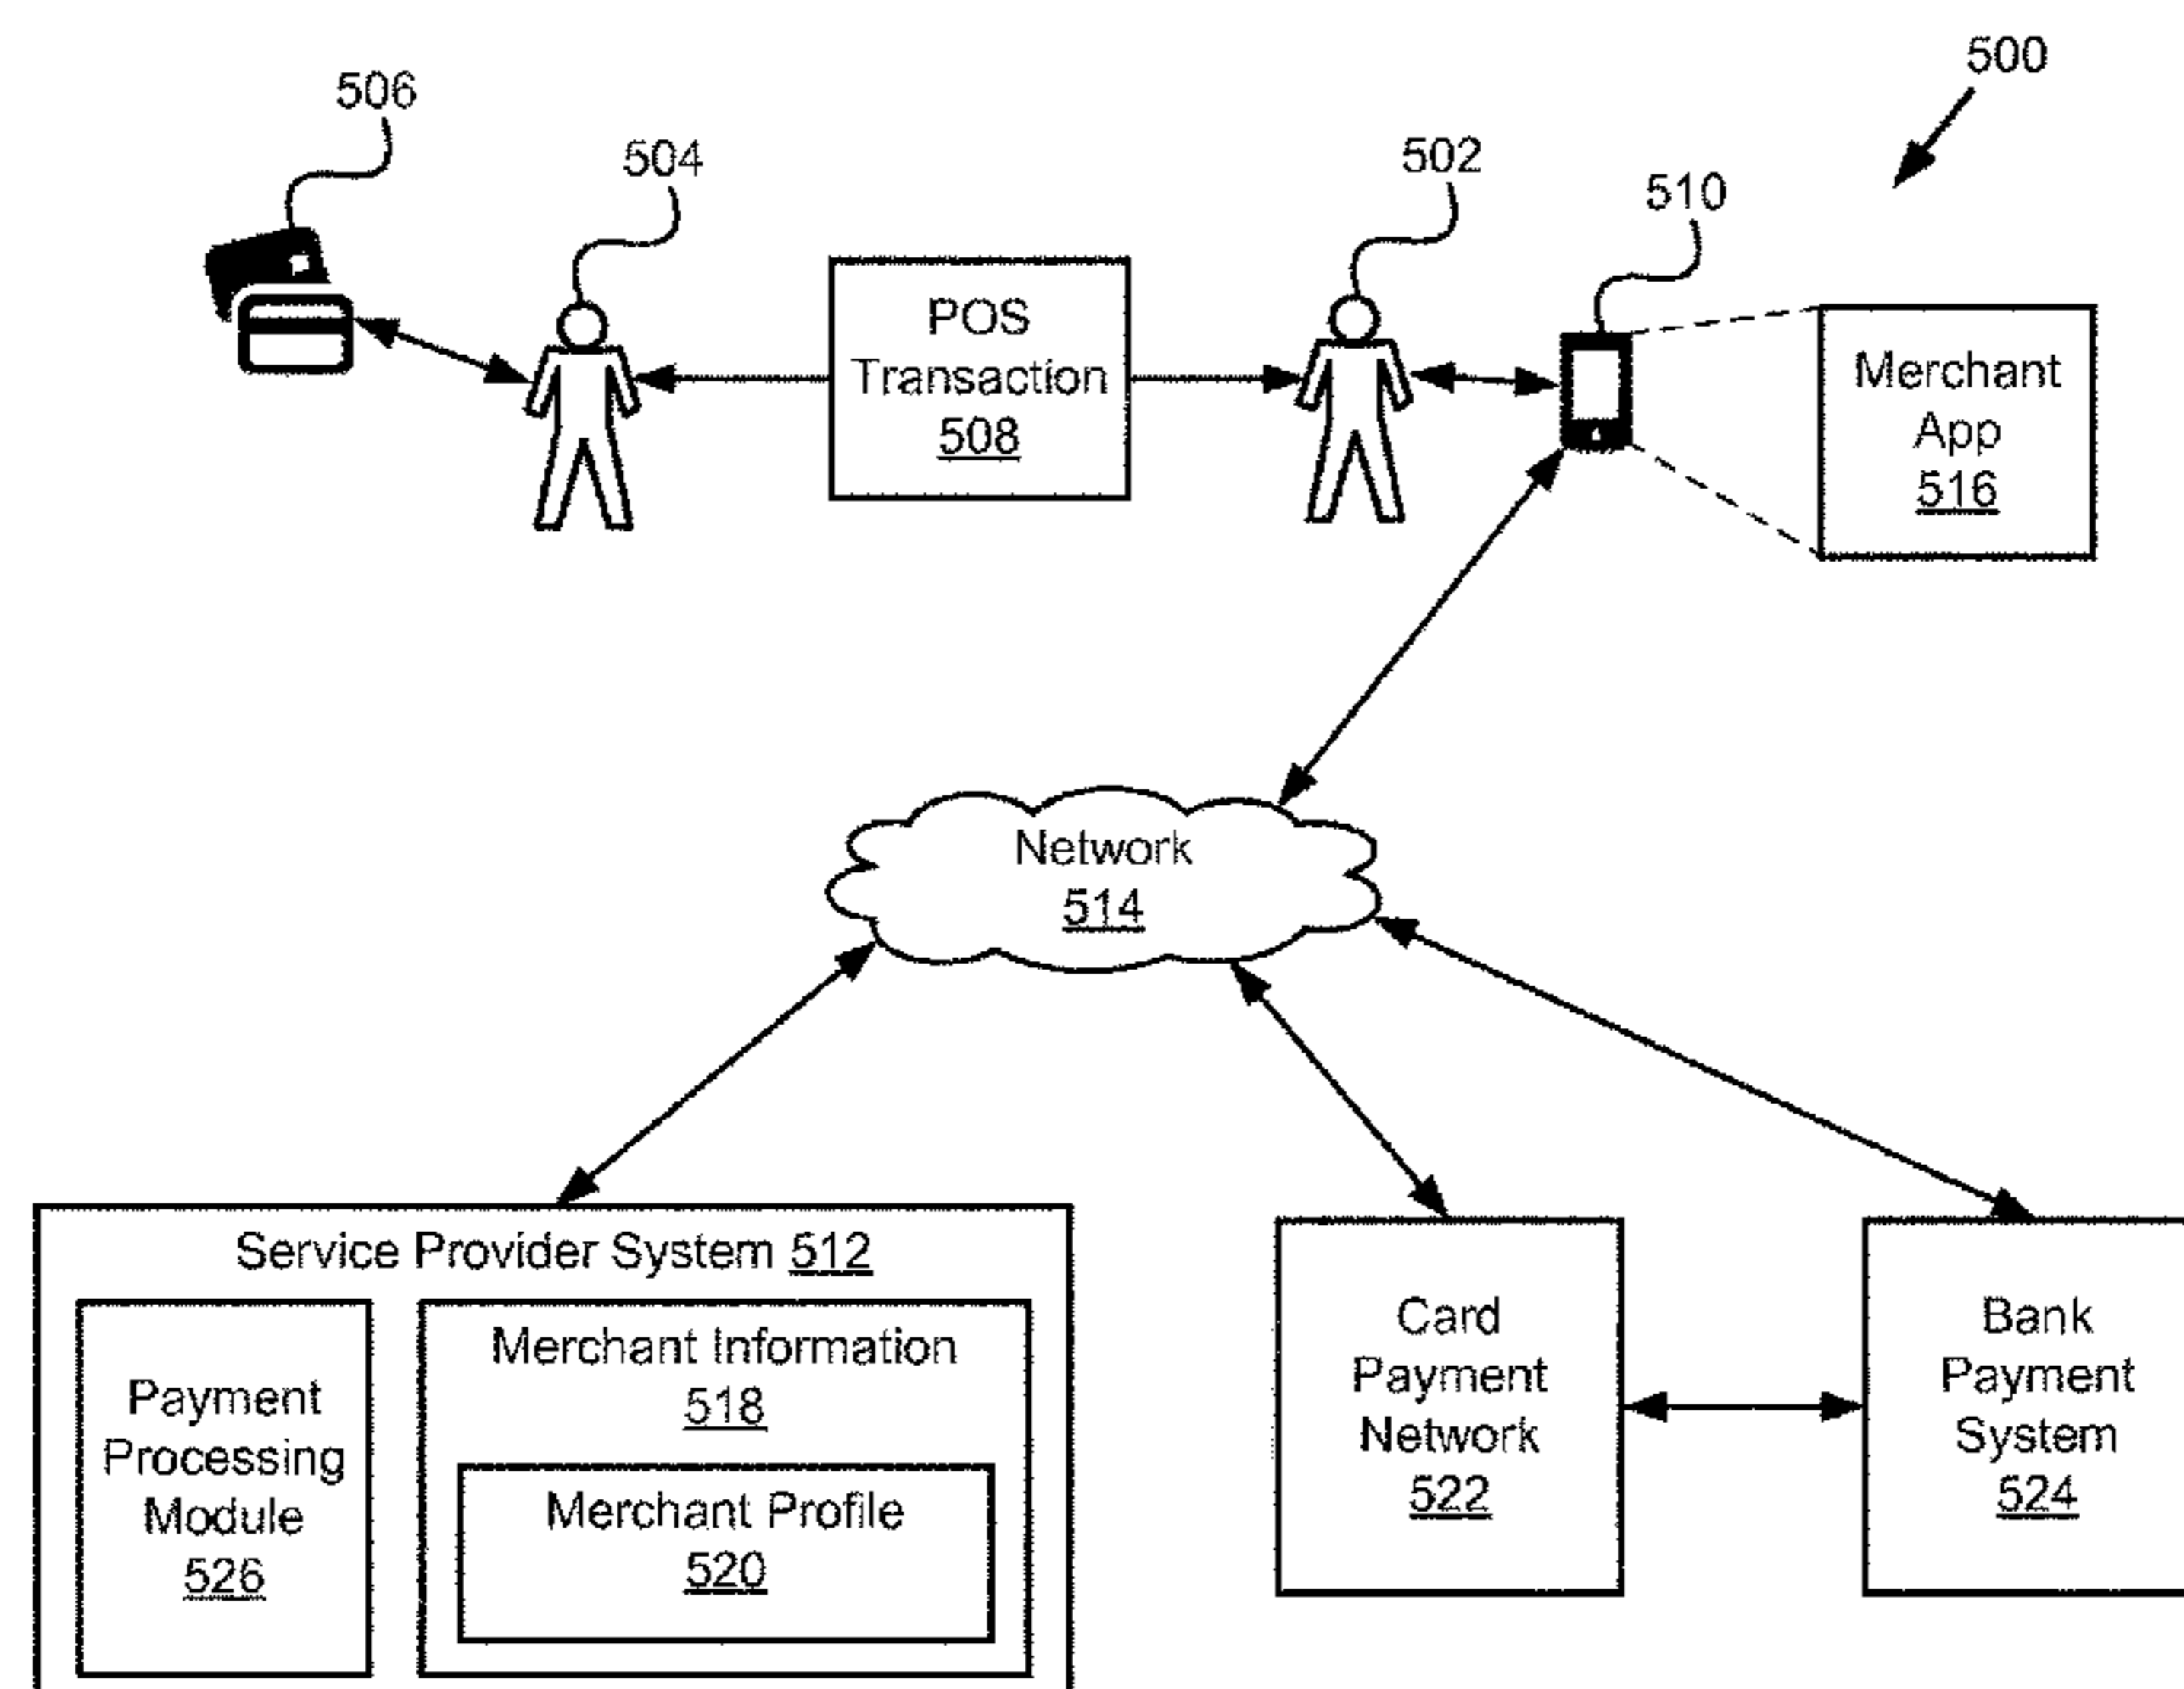 500
506
504
502
510
POS
Transaction
508
Merchant
App
516
Network
514
Service Provider System 512
Payment
Processing
Module
526
Merchant Information
518
Merchant Profile
520
Card
Payment
Network
522
Bank
Payment
System
524